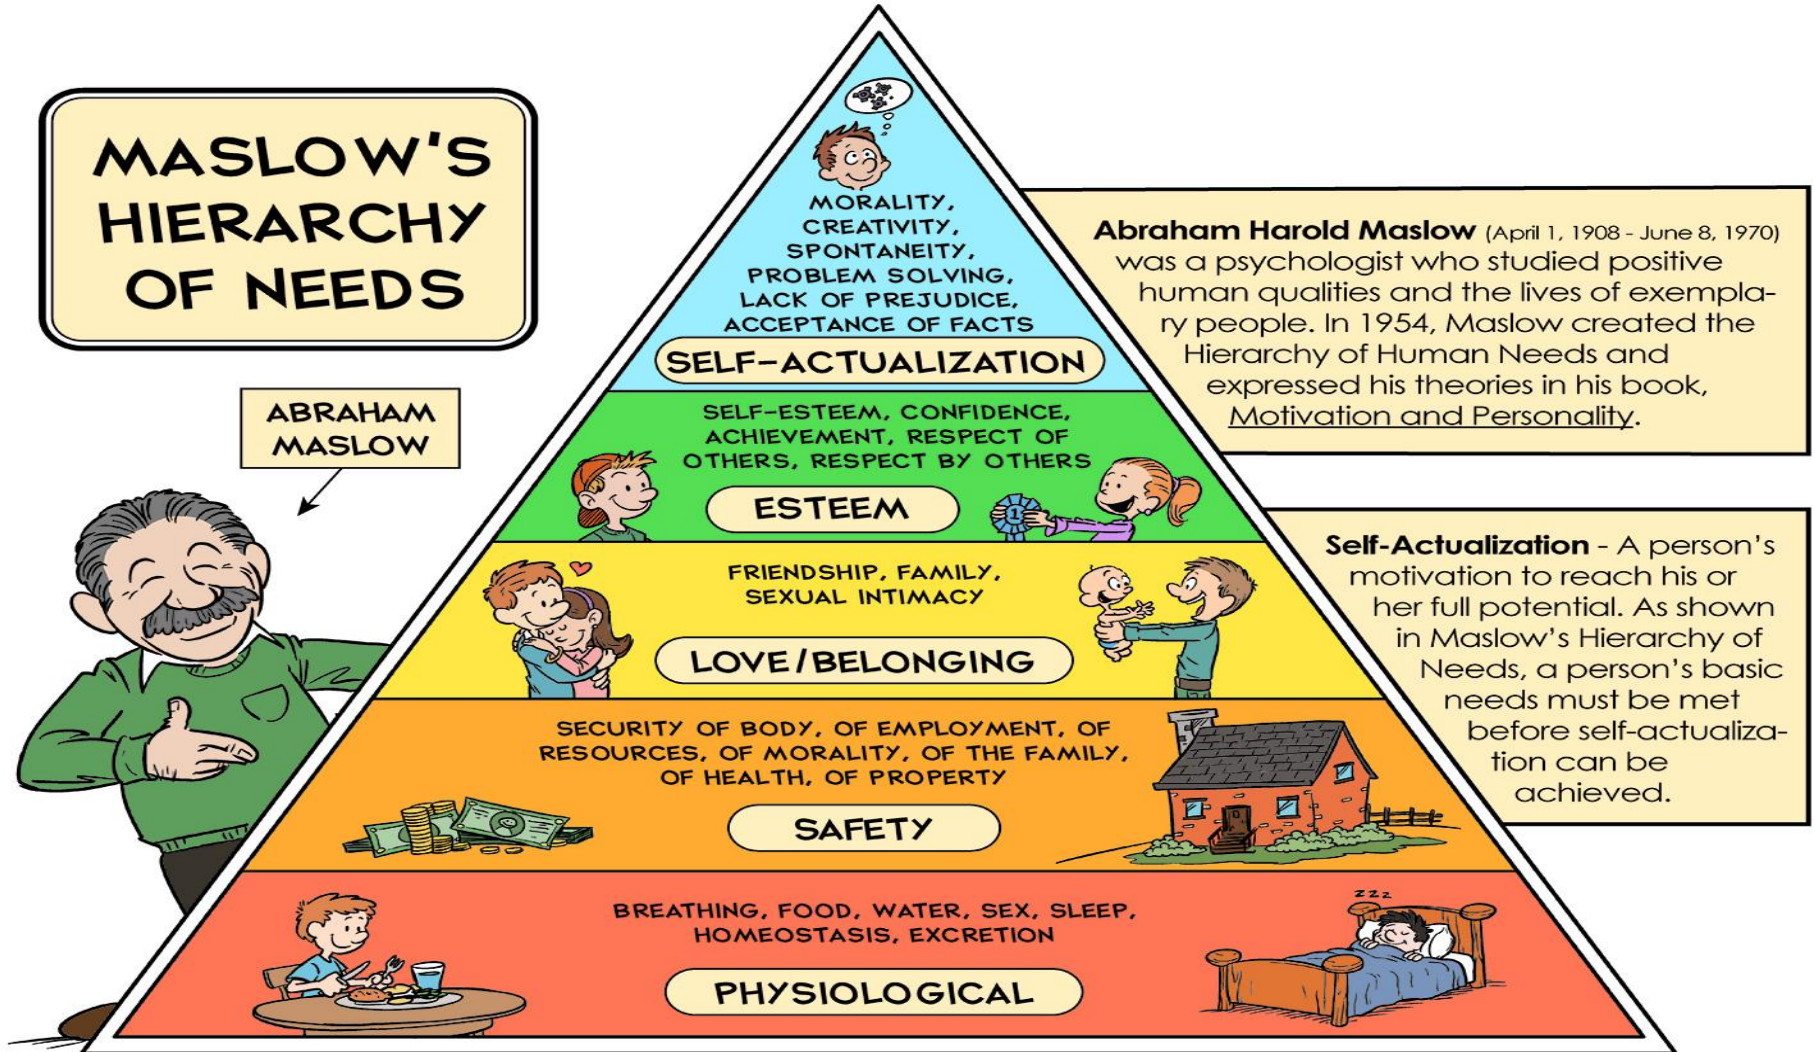 MASLOW'S
HIERARCHY
OF NEEDS
ABRAHAM
MASLOW
MORALITY,
CREATIVITY,
SPONTANEITY,
PROBLEM SOLVING,
LACK OF PREJUDICE,
ACCEPTANCE OF FACTS
SELF-ACTUALIZATION
SELF-ESTEEM, CONFIDENCE,
ACHIEVEMENT, RESPECT OF
OTHERS, RESPECT BY OTHERS
ESTEEM
1
FRIENDSHIP, FAMILY,
SEXUAL INTIMACY
LOVE/BELONGING
SECURITY OF BODY, OF EMPLOYMENT, OF
RESOURCES, OF MORALITY, OF THE FAMILY,
OF HEALTH, OF PROPERTY
SAFETY
BREATHING, FOOD, WATER, SEX, SLEEP,
HOMEOSTASIS, EXCRETION
PHYSIOLOGICAL
zzz
Abraham Harold Maslow (April 1, 1908 - June 8, 1970)
was a psychologist who studied positive
human qualities and the lives of exempla-
ry people. In 1954, Maslow created the
Hierarchy of Human Needs and
expressed his theories in his book,
Motivation and Personality.
Self-Actualization - A person's
motivation to reach his or
her full potential. As shown
in Maslow's Hierarchy of
Needs, a person's basic
needs must be met
before self-actualiza-
tion can be
achieved.